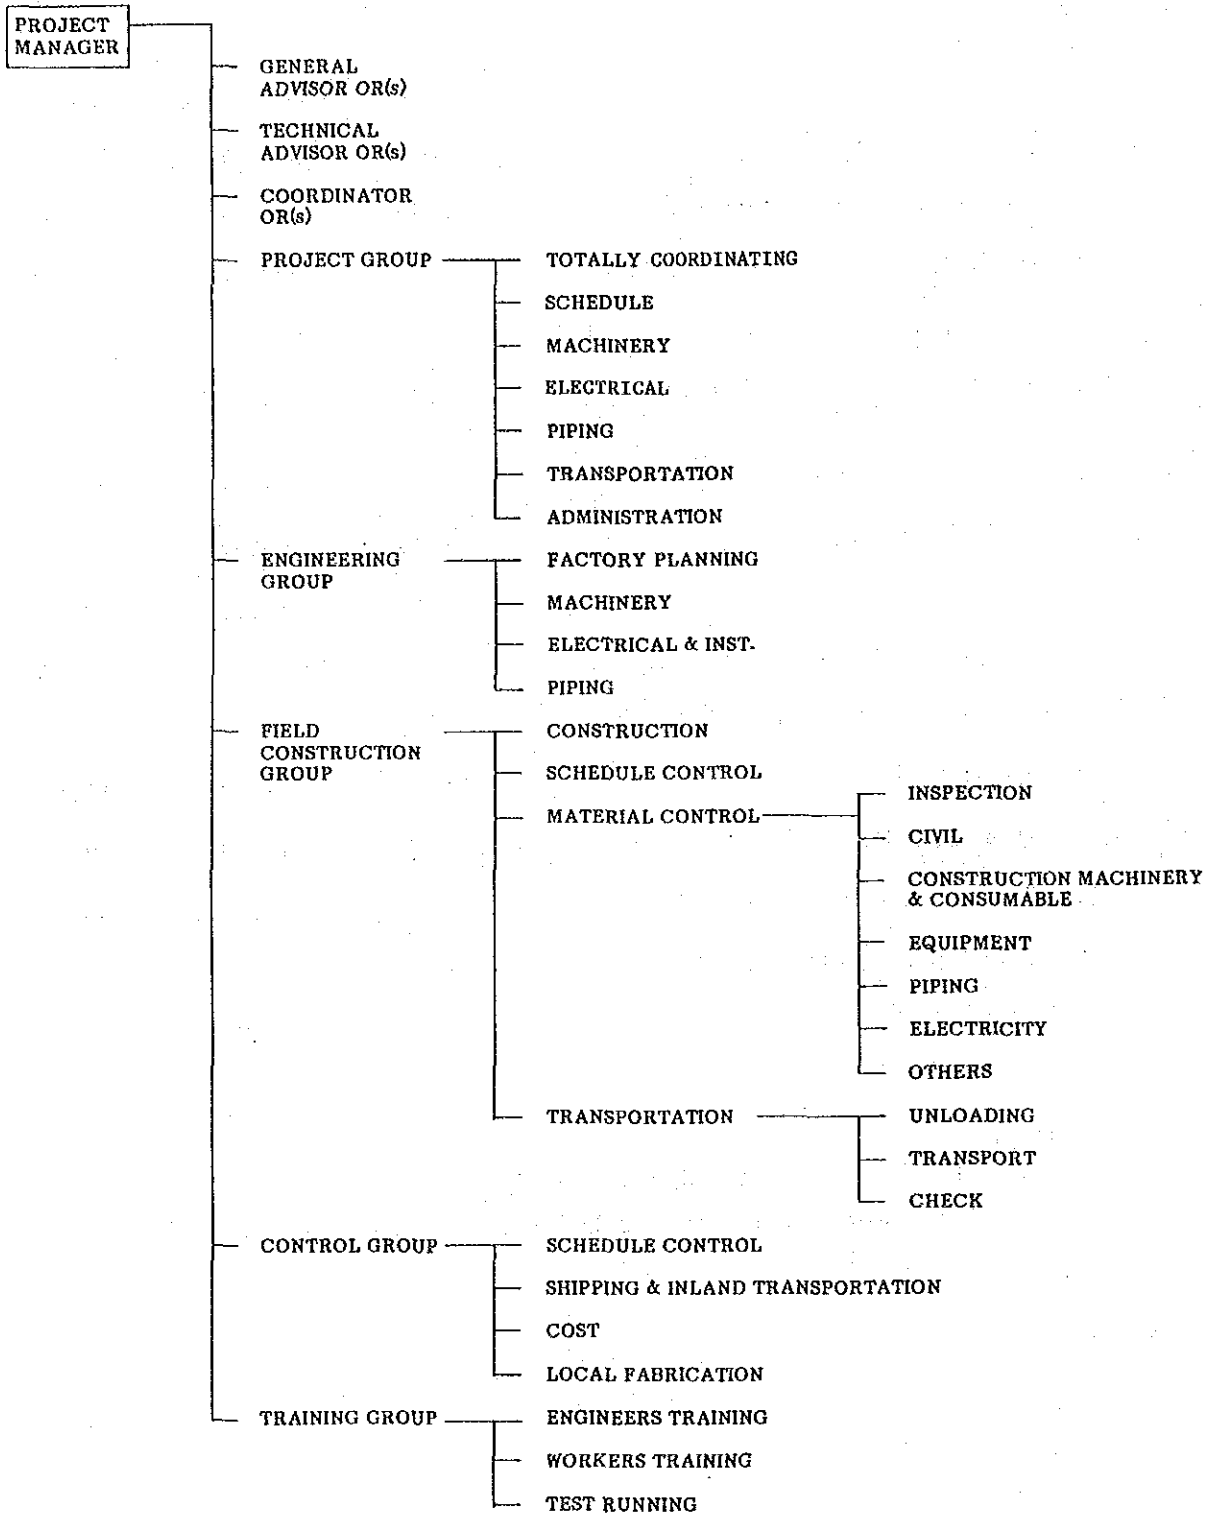 PROJECT
MANAGER
GENERAL
ADVISOR OR(s)
TECHNICAL
ADVISOR OR(s)
COORDINATOR
OR(s)
PROJECT GROUP
TOTALLY COORDINATING
SCHEDULE
MACHINERY
ELECTRICAL
PIPING
TRANSPORTATION
ADMINISTRATION
ENGINEERING
GROUP
FACTORY PLANNING
MACHINERY
ELECTRICAL & INST.
PIPING
FIELD
CONSTRUCTION
GROUP
CONSTRUCTION
SCHEDULE CONTROL
MATERIAL CONTROL
INSPECTION
CIVIL
CONSTRUCTION MACHINERY
& CONSUMABLE
EQUIPMENT
PIPING
ELECTRICITY
OTHERS
TRANSPORTATION
UNLOADING
TRANSPORT
CHECK
CONTROL GROUP
SCHEDULE CONTROL
SHIPPING & INLAND TRANSPORTATION
COST
LOCAL FABRICATION
TRAINING GROUP
ENGINEERS TRAINING
WORKERS TRAINING
TEST RUNNING